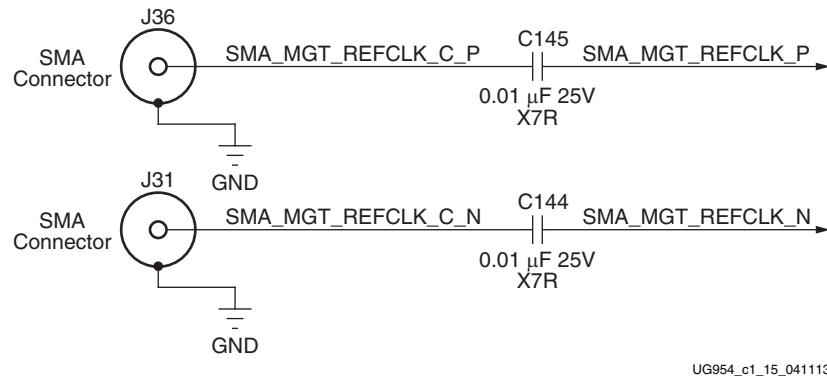 J36
SMA
Connector
SMA_MGT_REFCLK_C_P
C145
SMA_MGT_REFCLK_P
0.01 μF 25V
X7R
GND
J31
SMA
Connector
SMA_MGT_REFCLK_C_N
C144
SMA_MGT_REFCLK_N
0.01 μF 25V
X7R
GND
UG954_c1_15_041113